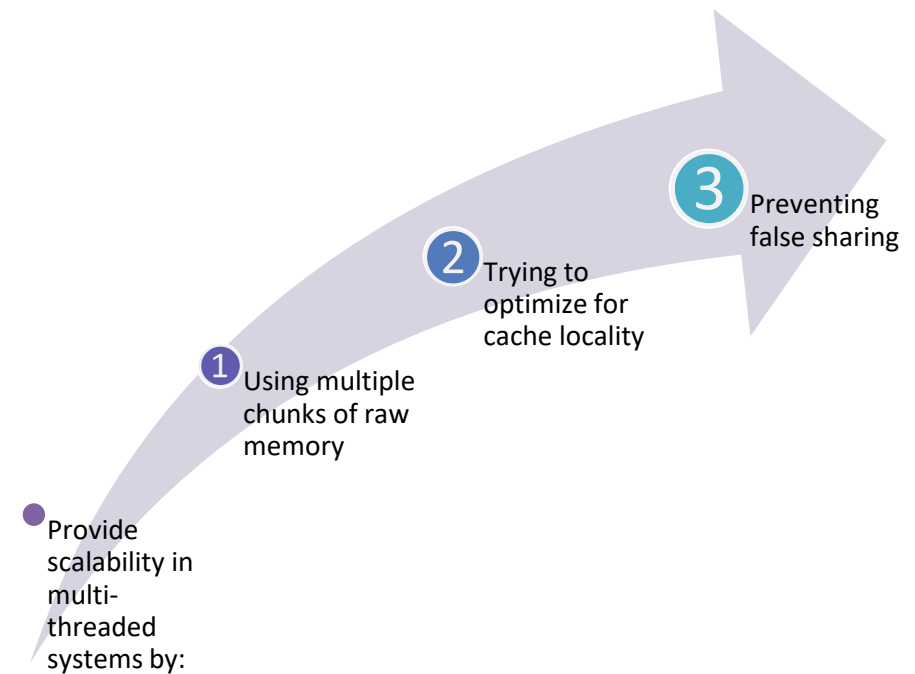 Provide
scalability in
multi-
threaded
systems by:
1
Using multiple
chunks of raw
memory
2
Trying to
optimize for
cache locality
3
Preventing
false sharing